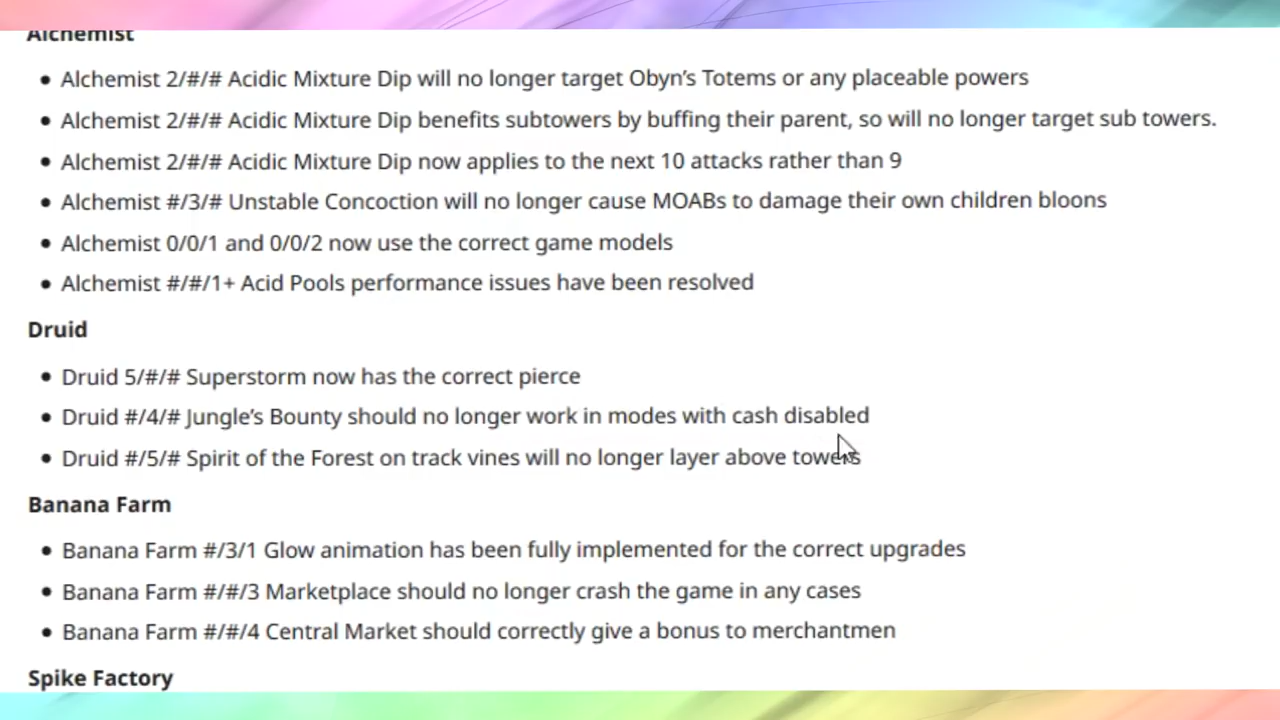 Alchemist
• Alchemist 2/#/# Acidic Mixture Dip will no longer target Obyn's Totems or any placeable powers
• Alchemist 2/#/# Acidic Mixture Dip benefits subtowers by buffing their parent, so will no longer target sub towers.
• Alchemist 2/#/# Acidic Mixture Dip now applies to the next 10 attacks rather than 9
• Alchemist #/3/# Unstable Concoction will no longer cause MOABs to damage their own children bloons
• Alchemist 0/0/1 and 0/0/2 now use the correct game models
• Alchemist #/#/1+ Acid Pools performance issues have been resolved
Druid
• Druid 5/#/# Superstorm now has the correct pierce
• Druid #/4/# Jungle's Bounty should no longer work in modes with cash disabled
• Druid #/5/# Spirit of the Forest on track vines will no longer layer above towers
Banana Farm
• Banana Farm #/3/1 Glow animation has been fully implemented for the correct upgrades
• Banana Farm #/#/3 Marketplace should no longer crash the game in any cases
• Banana Farm #/#/4 Central Market should correctly give a bonus to merchantmen
Spike Factory